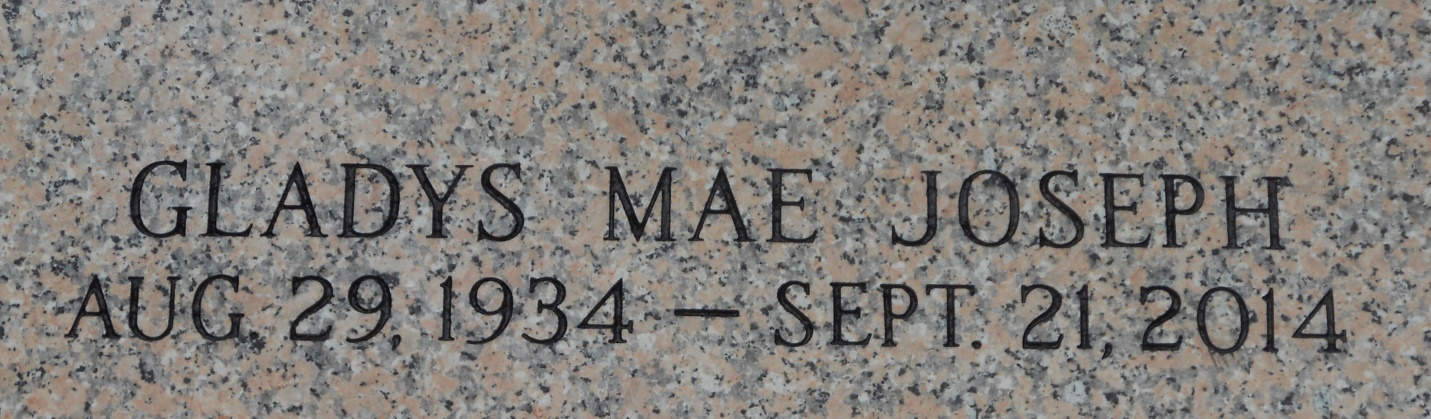 GLADYS MAE JOSEPH
AUG. 29, 1934 — SEPT. 21, 2014